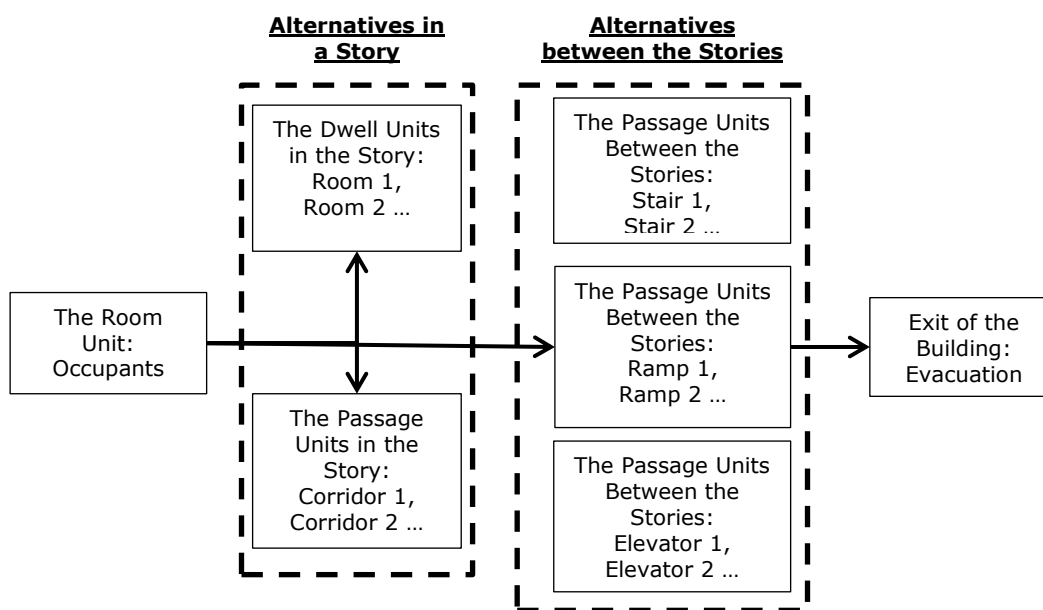 Alternatives in
a Story
Alternatives
between the Stories
The Dwell Units
in the Story:
Room 1,
Room 2 …
The Passage Units
Between the
Stories:
Stair 1,
Stair 2 …
The Room
Unit:
Occupants
The Passage Units
Between the
Stories:
Ramp 1,
Ramp 2 …
Exit of the
Building:
Evacuation
The Passage
Units in the
Story:
Corridor 1,
Corridor 2 …
The Passage Units
Between the
Stories:
Elevator 1,
Elevator 2 …